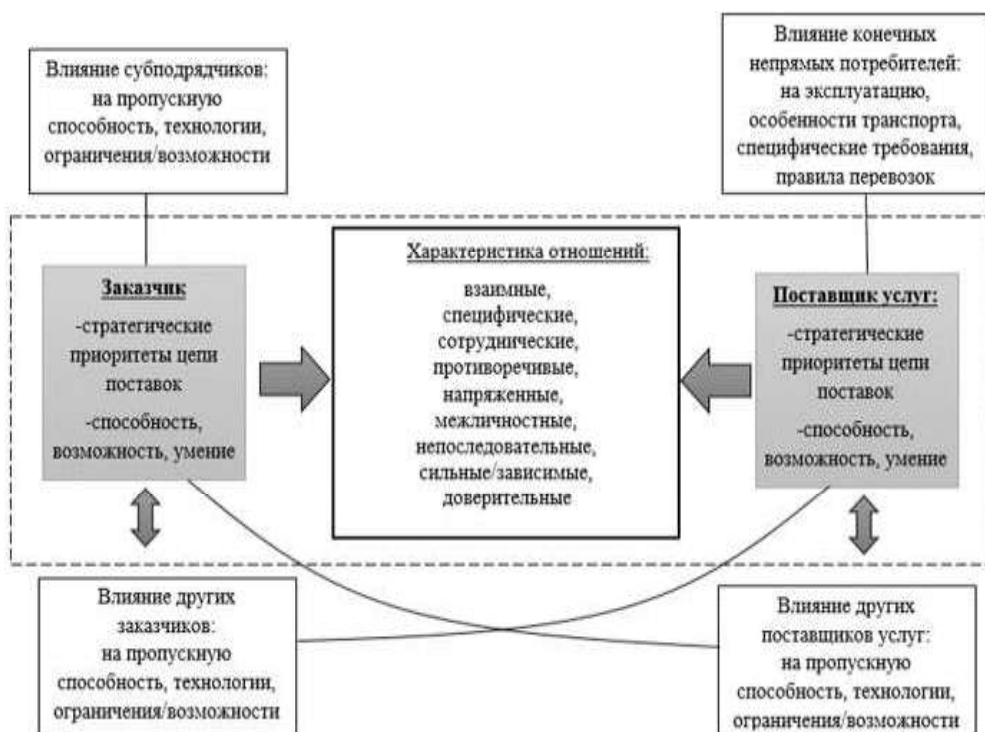 Влияние субподрядчиков:
на пропускную
способность, технологии,
ограничения/возможности
Влияние конечных
непрямых потребителей:
на эксплуатацию,
особенности транспорта,
специфические требования,
правила перевозок
Заказчик
-стратегические
приоритеты цепи
поставок
-способность,
возможность, умение
Характеристика отношений:
взаимные,
специфические,
сотруднические,
противоречивые,
напряженные,
межличностные,
непоследовательные,
сильные/зависимые,
доверительные
Поставщик услуг:
-стратегические
приоритеты цепи
поставок
-способность,
возможность, умение
Влияние других
заказчиков:
на пропускную
способность, технологии,
ограничения/возможности
Влияние других
поставщиков услуг:
на пропускную
способность, технологии,
ограничения/возможности